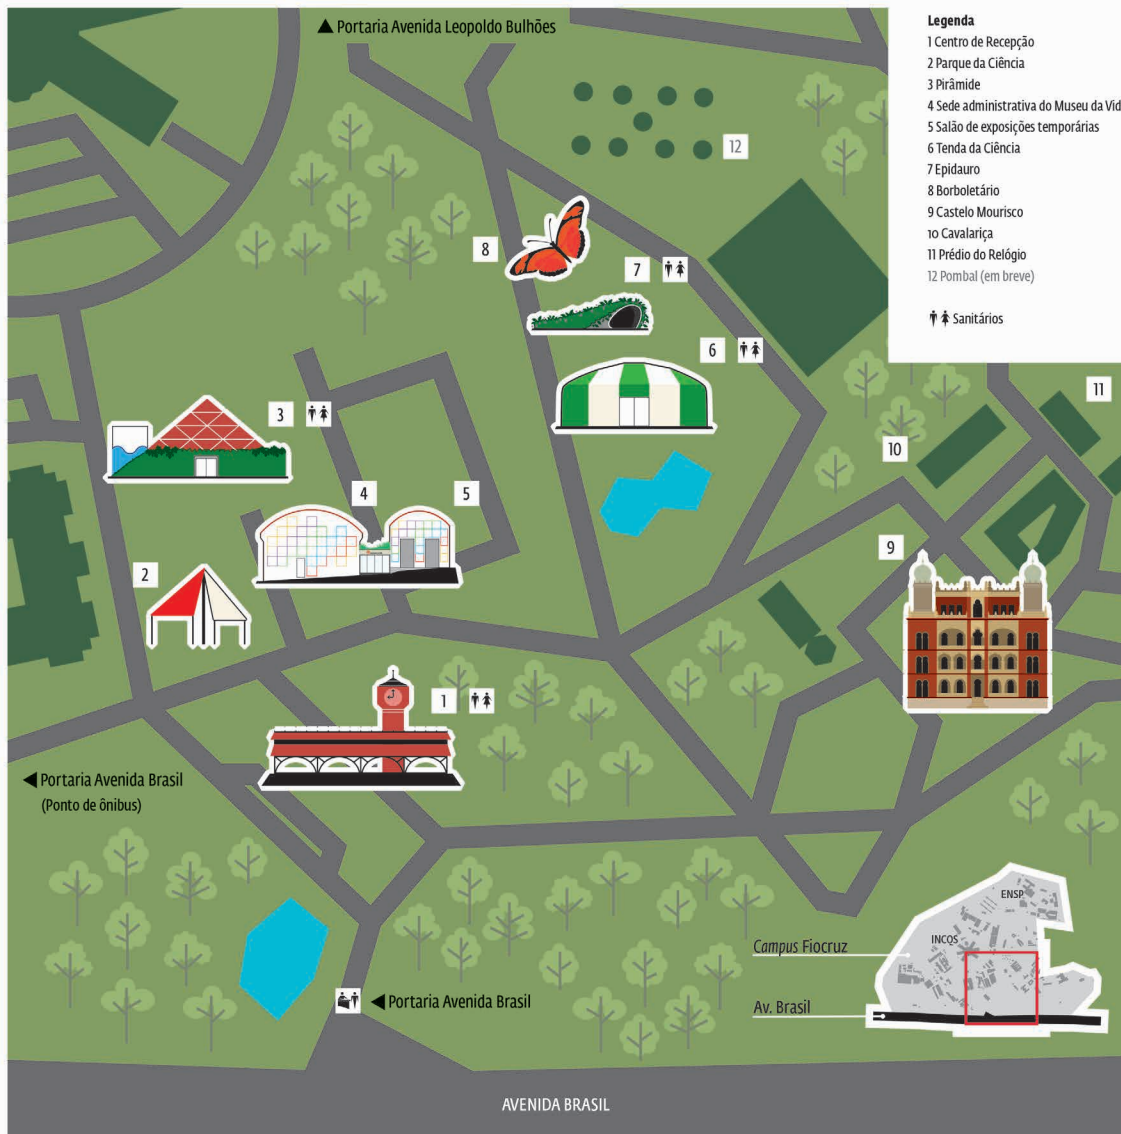 ▲ Portaria Avenida Leopoldo Bulhões
Legenda
1 Centro de Recepção
2 Parque da Ciência
3 Pirâmide
4 Sede administrativa do Museu da Vid
5 Salão de exposições temporárias
6 Tenda da Ciência
7 Epidauro
8 Borboletário
9 Castelo Mourisco
10 Cavalariça
11 Prédio do Relógio
12 Pombal (em breve)
Sanitários
12
8
7
6
11
3
10
4
5
9
2
1
◀ Portaria Avenida Brasil
(Ponto de ônibus)
ENSP
INCQS
Campus Fiocruz
Av. Brasil
◀ Portaria Avenida Brasil
AVENIDA BRASIL